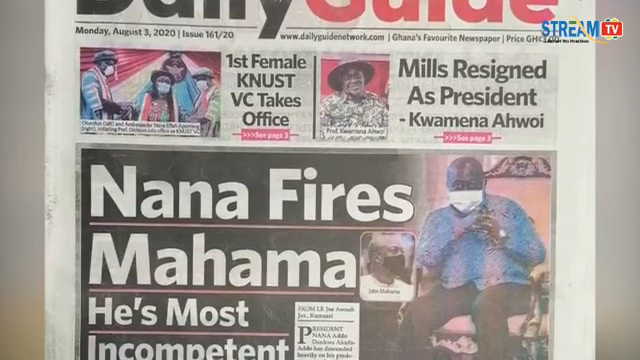 Daily Guide
STREAM TV
Monday, August 3, 2020 | Issue 161/20
www.dailyguidenetwork.com | Ghana's Favourite Newspaper | Price GH¢3.00
1st Female
KNUST
VC Takes
Office
>>>See page 3
Prof. Kwamena Ahwoi
Mills Resigned
As President
- Kwamena Ahwoi
>>>See page 3
Nana Fires
Mahama
He's Most
Incompetent
John Mahama
FROM I.F. Joe Awuah
Jnr., Kumasi
PRESIDENT
NANA Addo
Dankwa Akufo-
Addo has descended
heavily on his prede-